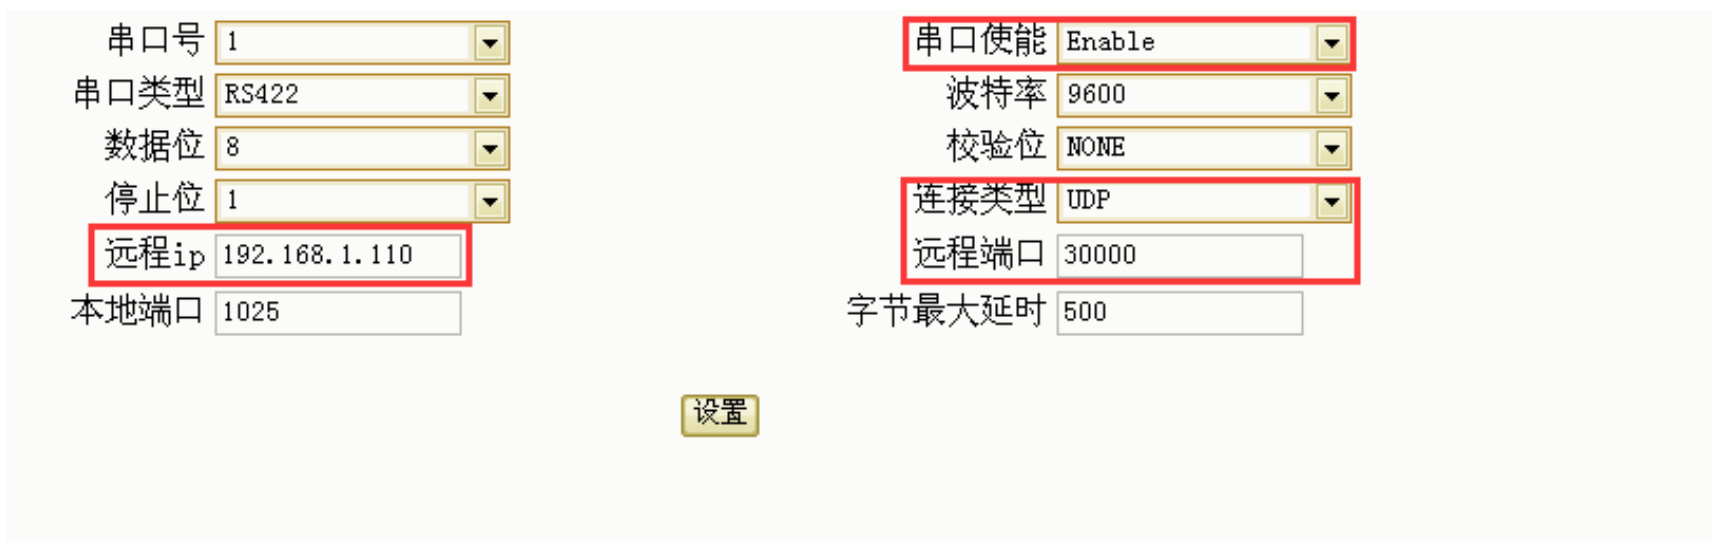 串口号 1 串口使能 Enable
串口类型 RS422 波特率 9600
数据位 8 校验位 NONE
停止位 1 连接类型 UDP
远程ip 192.168.1.110 远程端口 30000
本地端口 1025 字节最大延时 500
设置